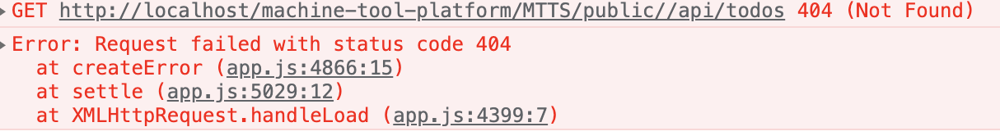 GET http://localhost/machine-tool-platform/MTTS/public//api/todos 404 (Not Found)
Error: Request failed with status code 404
at createError (app.js:4866:15)
at settle (app.js:5029:12)
at XMLHttpRequest.handleLoad (app.js:4399:7)